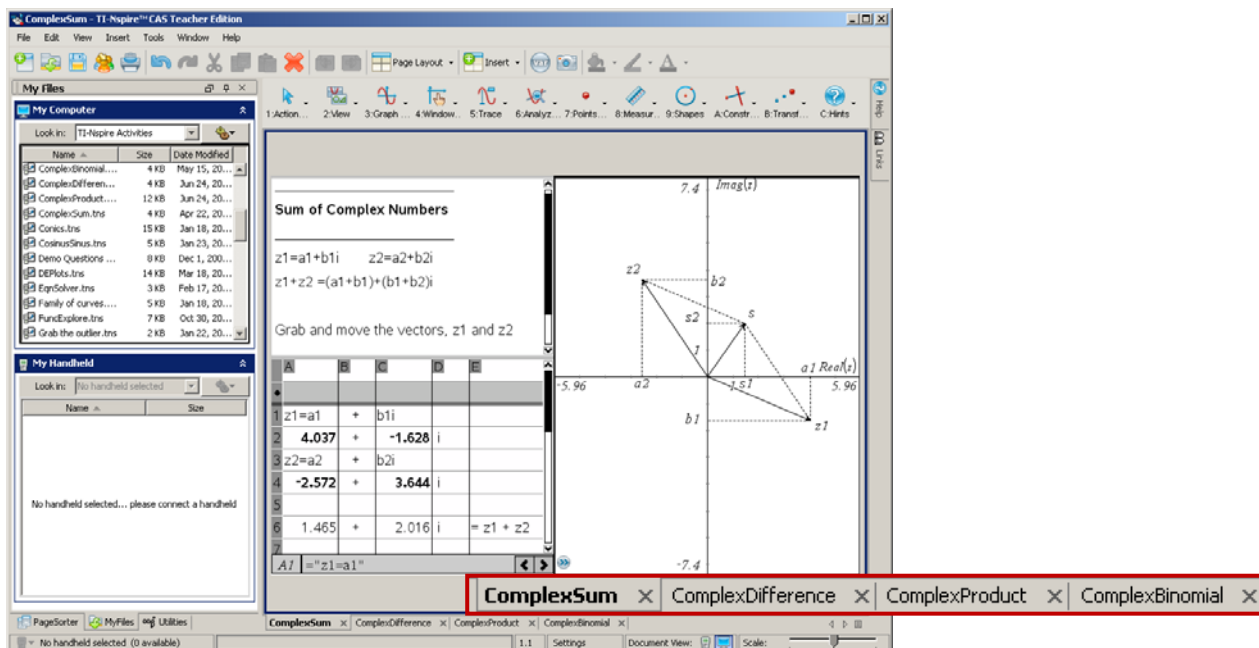 ComplexSum - TI-Nspire™ CAS Teacher Edition
File Edit View Insert Tools Window Help
Page Layout Insert
My Files
My Computer
Look in: TI-Nspire Activities
Name Size Date Modified
ComplexBinomial.... 4 KB May 15, 20...
ComplexDifferen... 4 KB Jun 24, 20...
ComplexProduct.... 12 KB Jun 24, 20...
ComplexSum.tns 4 KB Apr 22, 20...
Conics.tns 15 KB Jan 18, 20...
CosinusSinus.tns 5 KB Jan 23, 20...
Demo Questions ... 8 KB Dec 1, 200...
DEPlots.tns 14 KB Mar 18, 20...
EqnSolver.tns 3 KB Feb 17, 20...
Family of curves.... 5 KB Jan 18, 20...
FuncExplore.tns 7 KB Oct 30, 20...
Grab the outlier.tns 2 KB Jan 22, 20...
My Handheld
Look in: No handheld selected
Name Size
No handheld selected... please connect a handheld
PageSorter MyFiles Utilities
No handheld selected (0 available)
1:Action... 2:View 3:Graph ... 4:Window.. 5:Trace 6:Analyz... 7:Points... 8:Measur.. 9:Shapes A:Constr... B:Transf... C:Hints
Help
Links
Sum of Complex Numbers
z1=a1+b1i z2=a2+b2i
z1+z2 =(a1+b1)+(b1+b2)i
Grab and move the vectors, z1 and z2
A B C D E
1 z1=a1 + b1i
2 4.037 + -1.628 i
3 z2=a2 + b2i
4 -2.572 + 3.644 i
5
6 1.465 + 2.016 i = z1 + z2
7
A1 ="z1=a1"
7.4 Imag(z)
z2 b2
s2 s
1
a1 Real(z)
-5.96 a2 1 s1 5.96
b1 z1
-7.4
ComplexSum ComplexDifference ComplexProduct ComplexBinomial
ComplexSum ComplexDifference ComplexProduct ComplexBinomial
1.1 Settings Document View: Scale: